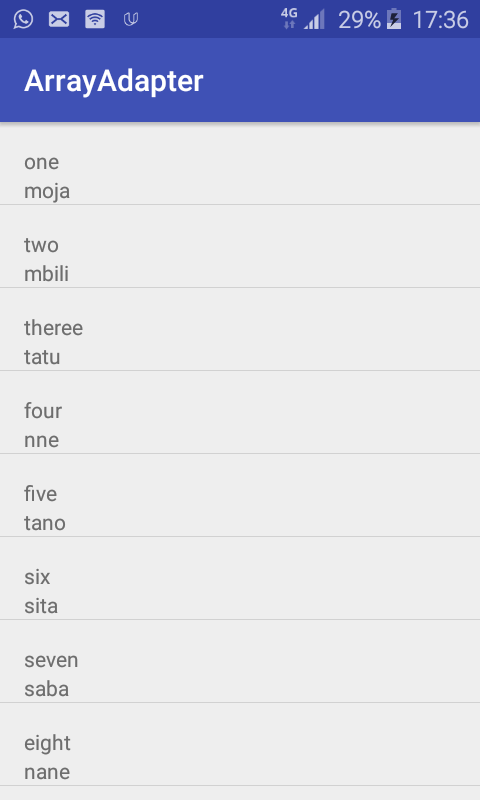 4G 29% 17:36
ArrayAdapter
one
moja
two
mbili
theree
tatu
four
nne
five
tano
six
sita
seven
saba
eight
nane